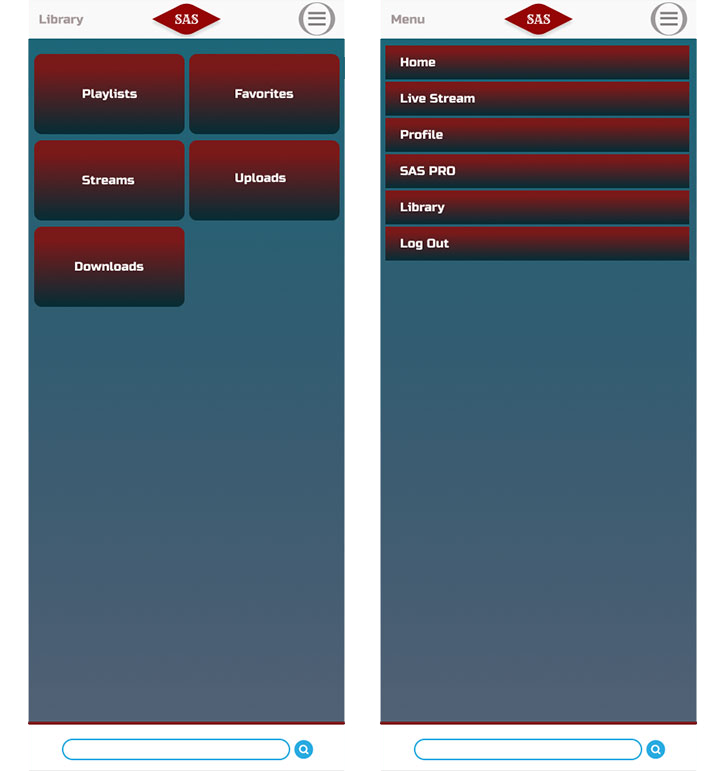 Library
SAS
Playlists
Favorites
Streams
Uploads
Downloads
Menu
SAS
Home
Live Stream
Profile
SAS PRO
Library
Log Out